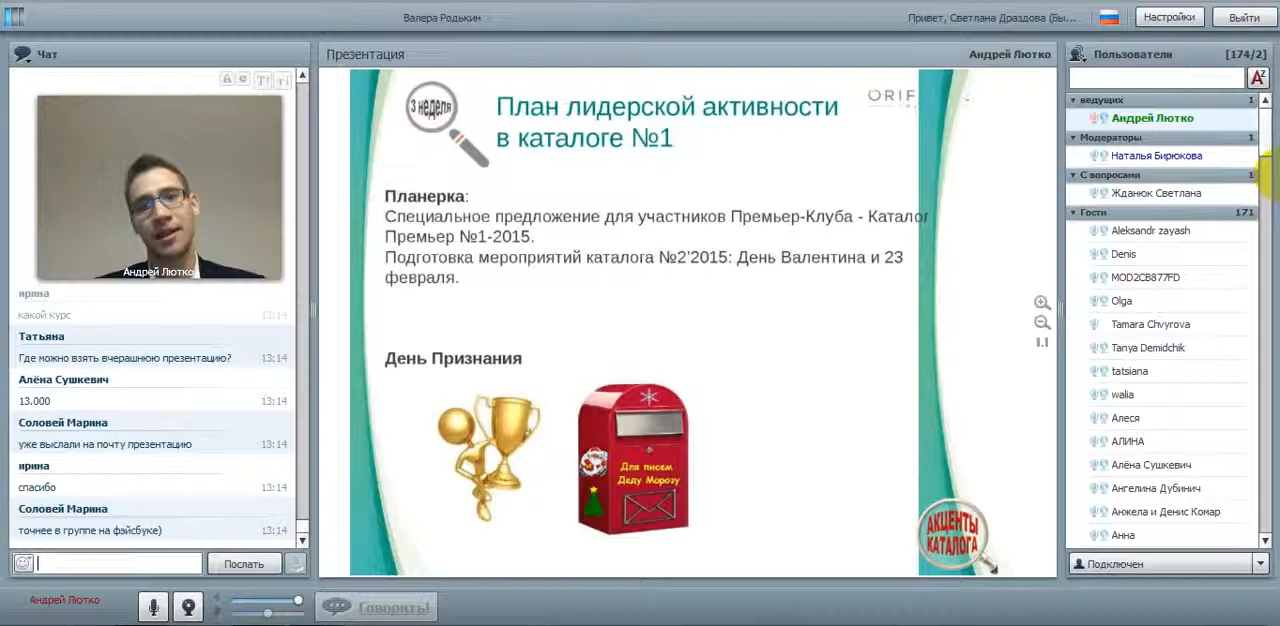 Валера Родькин
Привет, Светлана Драздова (Бы...
Настройки
Выйти
Чат
Андрей Лютко
ирина
какой курс 13:14
Татьяна
Где можно взять вчерашнюю презентацию? 13:14
Алёна Сушкевич
13.000 13:14
Соловей Марина
уже выслали на почту презентацию 13:14
ирина
спасибо 13:14
Соловей Марина
точнее в группе на фэйсбуке) 13:14
Послать
Презентация
Андрей Лютко
3 неделя
План лидерской активности
в каталоге №1
ORIF
Планерка:
Специальное предложение для участников Премьер-Клуба - Каталог
Премьер №1-2015.
Подготовка мероприятий каталога №2'2015: День Валентина и 23
февраля.
День Признания
Для писем
Деду Морозу
АКЦЕНТЫ
КАТАЛОГА
1.1
Пользователи [174/2]
ведущих 1
Андрей Лютко
Модераторы 1
Наталья Бирюкова
С вопросами 1
Жданюк Светлана
Гости 171
Aleksandr zayash
Denis
MOD2CB877FD
Olga
Tamara Chvyrova
Tanya Demidchik
tatsiana
walia
Алеся
АЛИНА
Алёна Сушкевич
Ангелина Дубинич
Анжела и Денис Комар
Анна
Подключен
Андрей Лютко
Говорить!